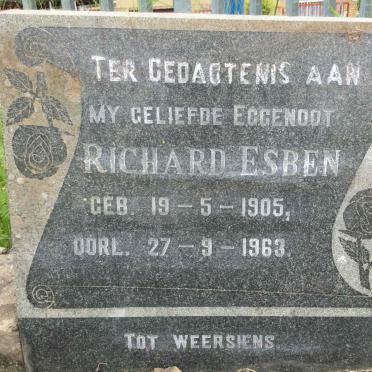 TER GEDAGTENIS AAN
MY GELIEFDE EGGENOOT
RICHARD ESBEN
GEB. 19 – 5 – 1905,
OORL. 27 – 9 – 1963.
TOT WEERSIENS.